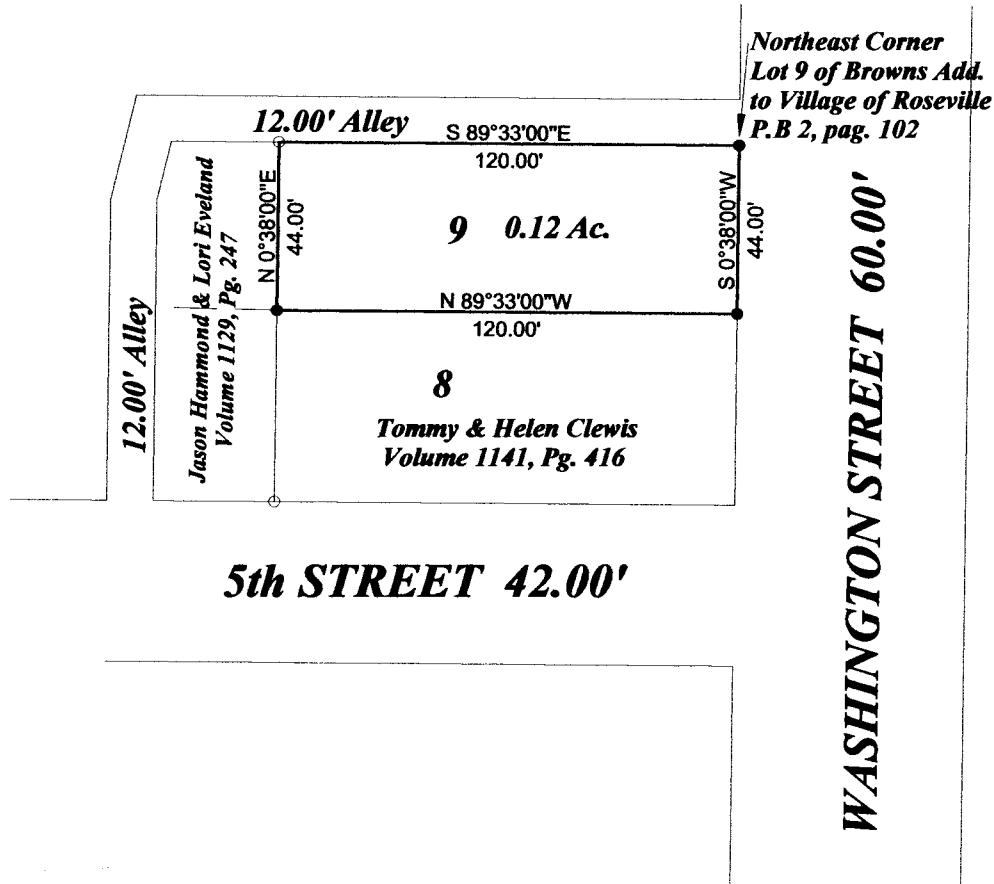 Northeast Corner
Lot 9 of Browns Add.
to Village of Roseville
P.B 2, pag. 102
12.00' Alley
S 89°33'00"E
120.00'
N 0°38'00"E
44.00'
9 0.12 Ac.
S 0°38'00"W
44.00'
N 89°33'00"W
120.00'
Jason Hammond & Lori Eveland
Volume 1129, Pg. 247
12.00' Alley
8
Tommy & Helen Clewis
Volume 1141, Pg. 416
5th STREET 42.00'
WASHINGTON STREET 60.00'